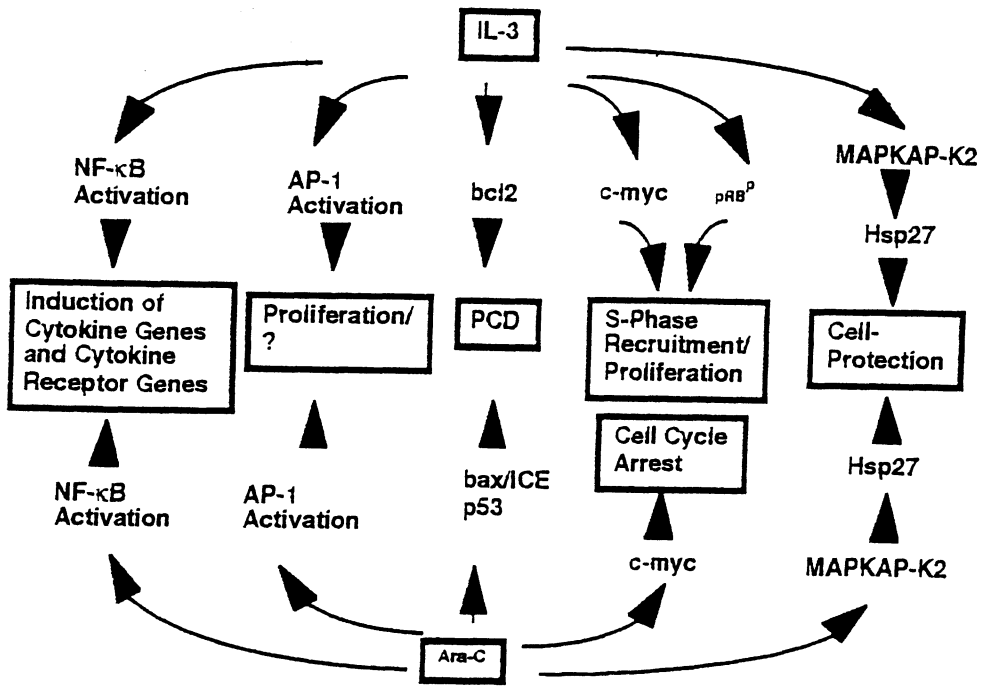 IL-3
NF-κB
Activation
AP-1
Activation
bcl2
c-myc
pRB^P
MAPKAP-K2
Hsp27
Induction of
Cytokine Genes
and Cytokine
Receptor Genes
Proliferation/
?
PCD
S-Phase
Recruitment/
Proliferation
Cell-
Protection
Cell Cycle
Arrest
NF-κB
Activation
AP-1
Activation
bax/ICE
p53
c-myc
Hsp27
MAPKAP-K2
Ara-C